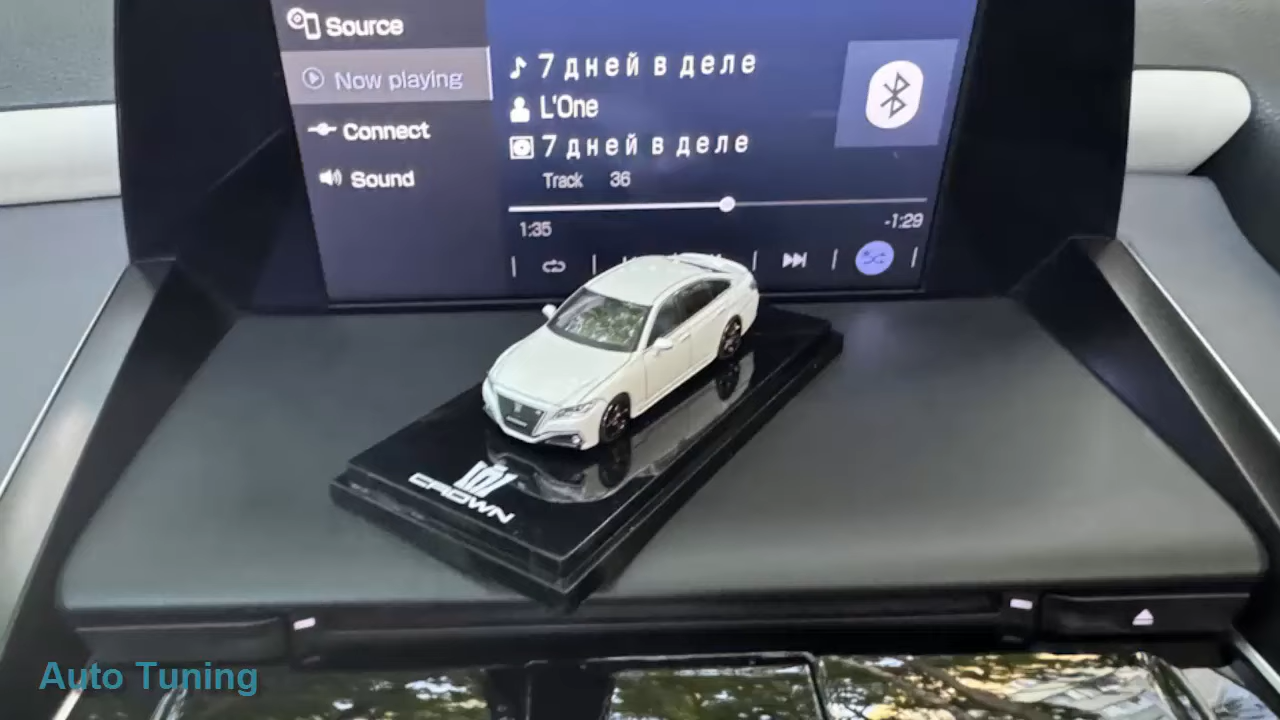 Source
Now playing
Connect
Sound
7 дней в деле
L'One
7 дней в деле
Track 36
1:35
-1:29
CROWN
Auto Tuning